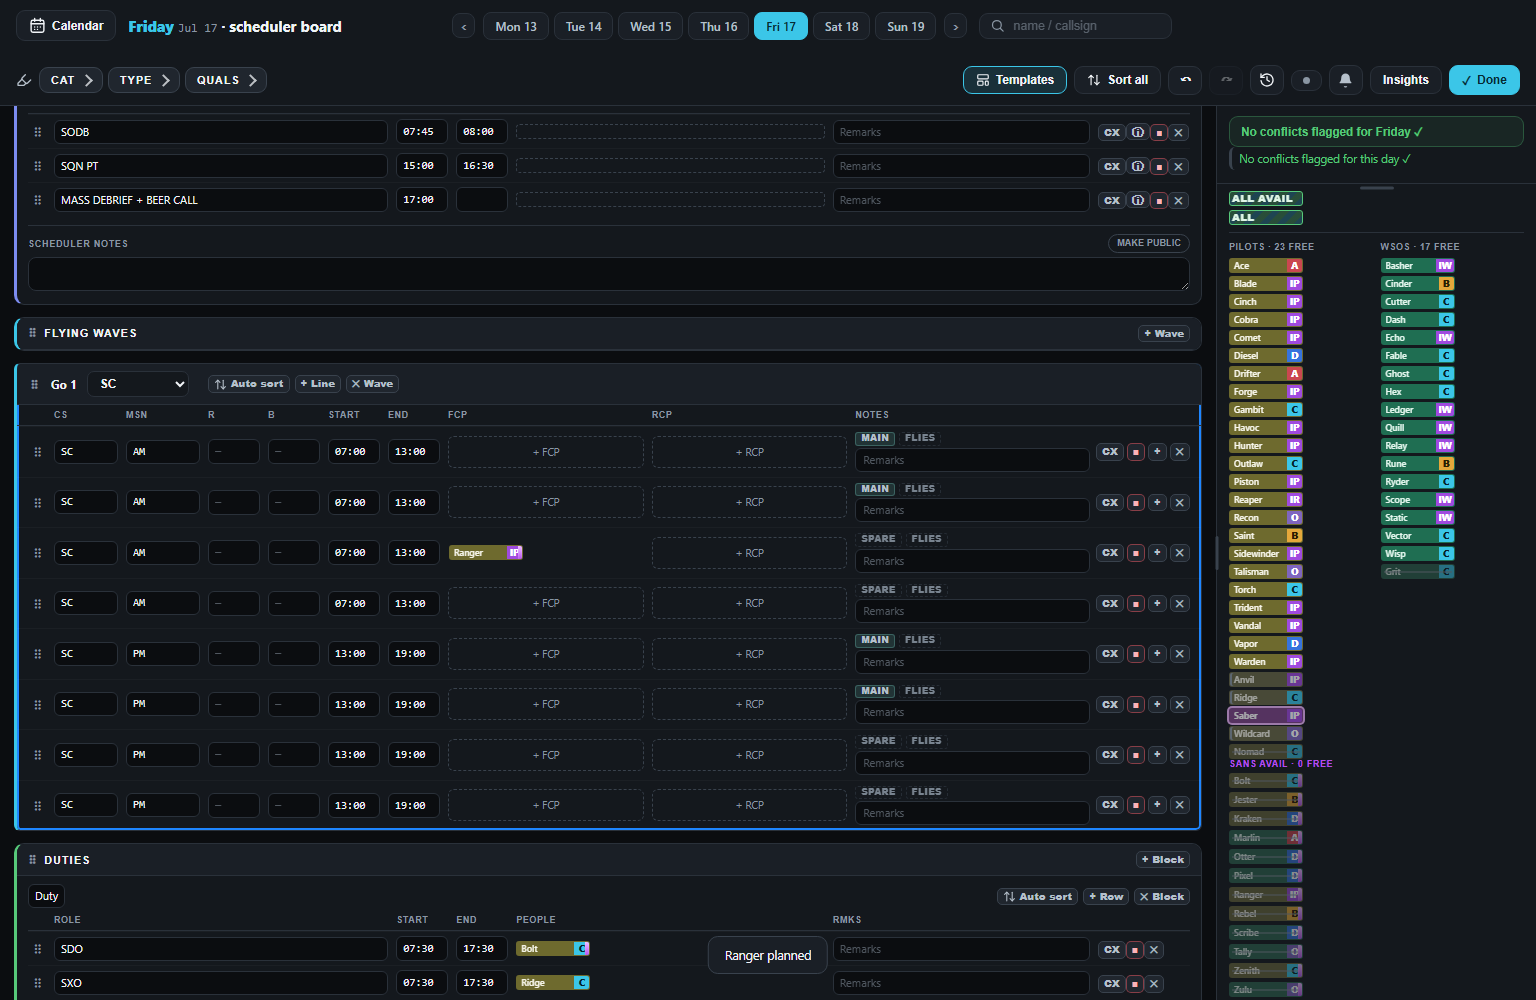 Calendar
Friday Jul 17 · scheduler board
‹ Mon 13 Tue 14 Wed 15 Thu 16 Fri 17 Sat 18 Sun 19 › name / callsign
CAT TYPE QUALS
Templates Sort all Insights ✓ Done
SODB 07:45 08:00 Remarks CX
SQN PT 15:00 16:30 Remarks CX
MASS DEBRIEF + BEER CALL 17:00 Remarks CX
SCHEDULER NOTES MAKE PUBLIC
FLYING WAVES + Wave
Go 1 SC Auto sort + Line ✕ Wave
CS MSN R B START END FCP RCP NOTES
MAIN FLIES
SC AM – – 07:00 13:00 + FCP + RCP Remarks CX
MAIN FLIES
SC AM – – 07:00 13:00 + FCP + RCP Remarks CX
SPARE FLIES
SC AM – – 07:00 13:00 Ranger IP + RCP Remarks CX
SPARE FLIES
SC AM – – 07:00 13:00 + FCP + RCP Remarks CX
MAIN FLIES
SC PM – – 13:00 19:00 + FCP + RCP Remarks CX
MAIN FLIES
SC PM – – 13:00 19:00 + FCP + RCP Remarks CX
SPARE FLIES
SC PM – – 13:00 19:00 + FCP + RCP Remarks CX
SPARE FLIES
SC PM – – 13:00 19:00 + FCP + RCP Remarks CX
DUTIES + Block
Duty Auto sort + Row ✕ Block
ROLE START END PEOPLE RMKS
SDO 07:30 17:30 Bolt C Remarks CX
SXO 07:30 17:30 Ridge C Remarks CX
Ranger planned
No conflicts flagged for Friday ✓
No conflicts flagged for this day ✓
ALL AVAIL
ALL
PILOTS · 23 FREE
Ace A
Blade IP
Cinch IP
Cobra IP
Comet IP
Diesel D
Drifter A
Forge IP
Gambit C
Havoc IP
Hunter IP
Outlaw C
Piston IP
Reaper IR
Recon O
Saint B
Sidewinder IP
Talisman O
Torch C
Trident IP
Vandal IP
Vapor D
Warden IP
Anvil IP
Ridge C
Saber IP
Wildcard O
Nomad C
WSOS · 17 FREE
Basher IW
Cinder B
Cutter C
Dash C
Echo IW
Fable C
Ghost C
Hex C
Ledger IW
Quill IW
Relay IW
Rune B
Ryder C
Scope IW
Static IW
Vector C
Wisp C
Grit C
SANS AVAIL · 0 FREE
Bolt C
Jester B
Kraken D
Marlin A
Otter D
Pixel D
Ranger IP
Rebel B
Scribe D
Tally O
Zenith C
Zulu O